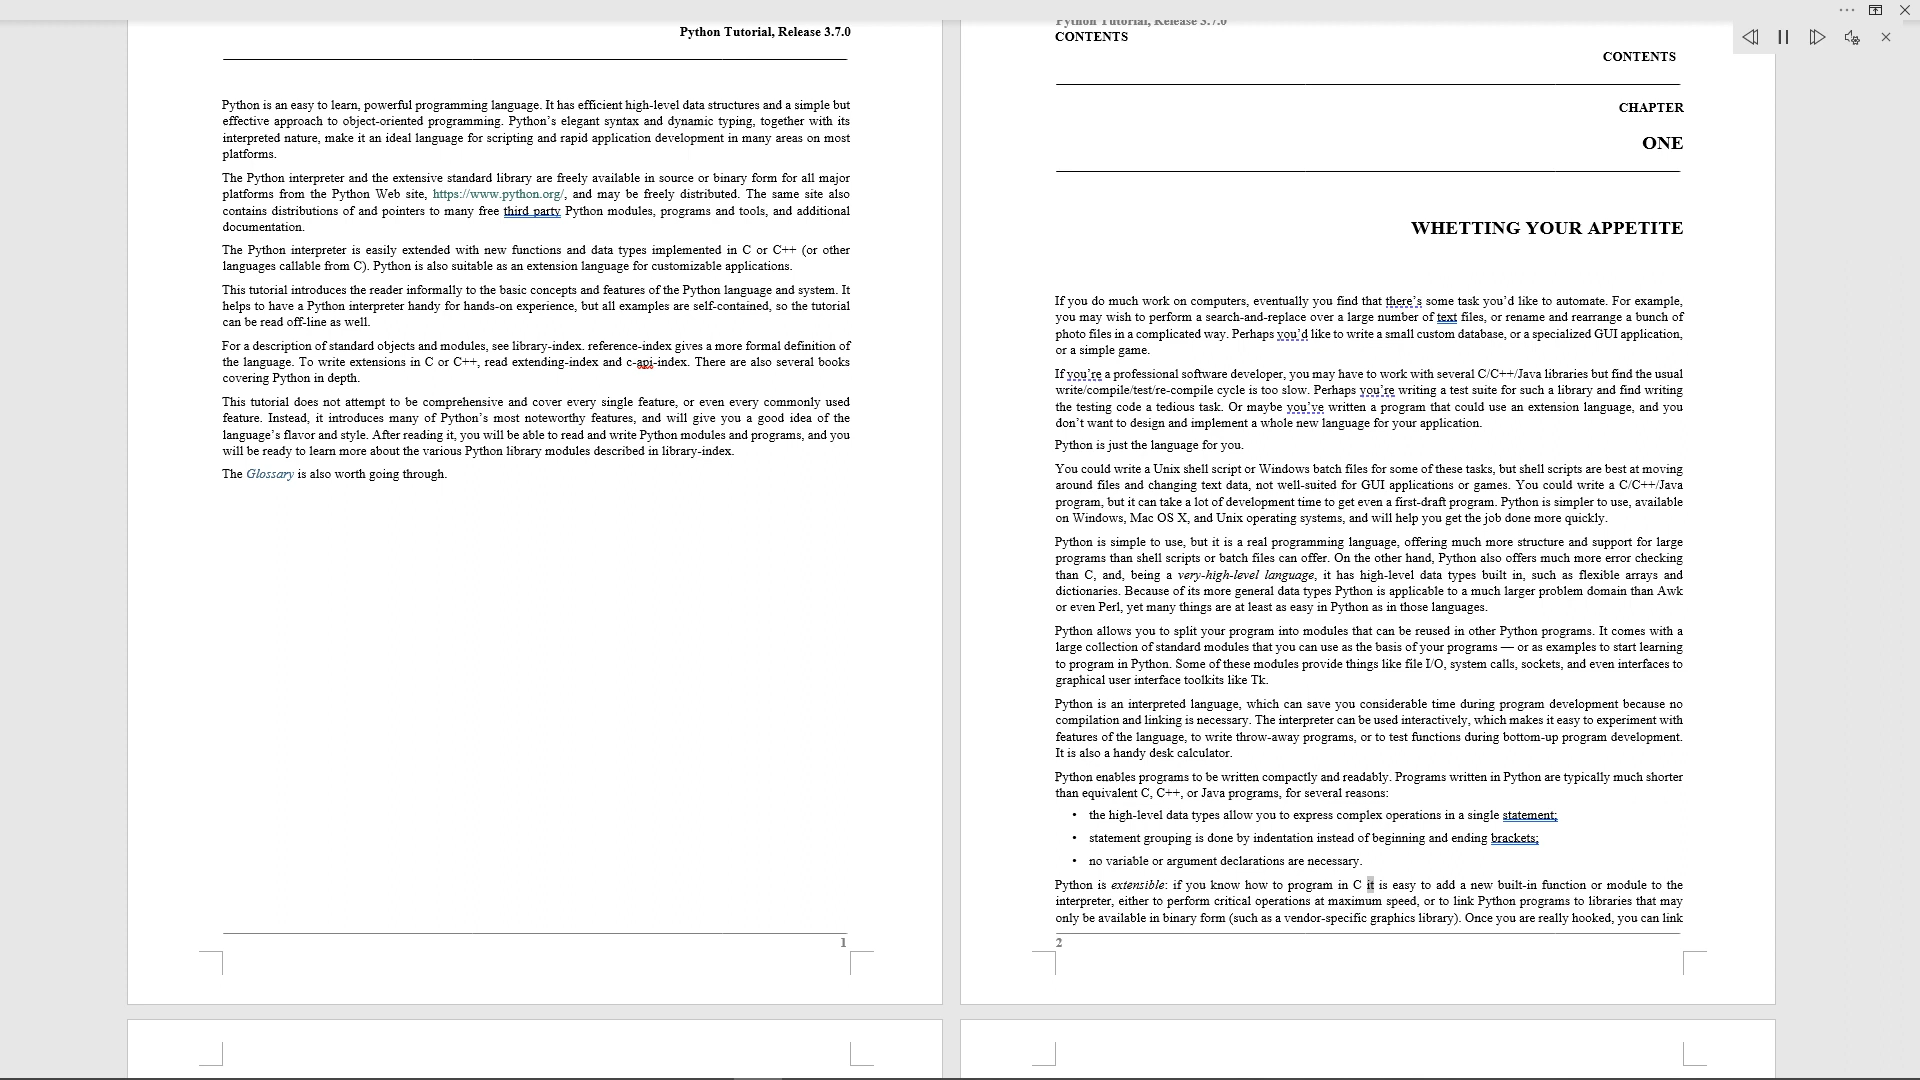 Python Tutorial, Release 3.7.0
Python is an easy to learn, powerful programming language. It has efficient high-level data structures and a simple but
effective approach to object-oriented programming. Python’s elegant syntax and dynamic typing, together with its
interpreted nature, make it an ideal language for scripting and rapid application development in many areas on most
platforms.
The Python interpreter and the extensive standard library are freely available in source or binary form for all major
platforms from the Python Web site, https://www.python.org/, and may be freely distributed. The same site also
contains distributions of and pointers to many free third party Python modules, programs and tools, and additional
documentation.
The Python interpreter is easily extended with new functions and data types implemented in C or C++ (or other
languages callable from C). Python is also suitable as an extension language for customizable applications.
This tutorial introduces the reader informally to the basic concepts and features of the Python language and system. It
helps to have a Python interpreter handy for hands-on experience, but all examples are self-contained, so the tutorial
can be read off-line as well.
For a description of standard objects and modules, see library-index. reference-index gives a more formal definition of
the language. To write extensions in C or C++, read extending-index and c-api-index. There are also several books
covering Python in depth.
This tutorial does not attempt to be comprehensive and cover every single feature, or even every commonly used
feature. Instead, it introduces many of Python’s most noteworthy features, and will give you a good idea of the
language’s flavor and style. After reading it, you will be able to read and write Python modules and programs, and you
will be ready to learn more about the various Python library modules described in library-index.
The Glossary is also worth going through.
1
Python Tutorial, Release 3.7.0
CONTENTS
CONTENTS
CHAPTER
ONE
WHETTING YOUR APPETITE
If you do much work on computers, eventually you find that there’s some task you’d like to automate. For example,
you may wish to perform a search-and-replace over a large number of text files, or rename and rearrange a bunch of
photo files in a complicated way. Perhaps you’d like to write a small custom database, or a specialized GUI application,
or a simple game.
If you’re a professional software developer, you may have to work with several C/C++/Java libraries but find the usual
write/compile/test/re-compile cycle is too slow. Perhaps you’re writing a test suite for such a library and find writing
the testing code a tedious task. Or maybe you’ve written a program that could use an extension language, and you
don’t want to design and implement a whole new language for your application.
Python is just the language for you.
You could write a Unix shell script or Windows batch files for some of these tasks, but shell scripts are best at moving
around files and changing text data, not well-suited for GUI applications or games. You could write a C/C++/Java
program, but it can take a lot of development time to get even a first-draft program. Python is simpler to use, available
on Windows, Mac OS X, and Unix operating systems, and will help you get the job done more quickly.
Python is simple to use, but it is a real programming language, offering much more structure and support for large
programs than shell scripts or batch files can offer. On the other hand, Python also offers much more error checking
than C, and, being a very-high-level language, it has high-level data types built in, such as flexible arrays and
dictionaries. Because of its more general data types Python is applicable to a much larger problem domain than Awk
or even Perl, yet many things are at least as easy in Python as in those languages.
Python allows you to split your program into modules that can be reused in other Python programs. It comes with a
large collection of standard modules that you can use as the basis of your programs — or as examples to start learning
to program in Python. Some of these modules provide things like file I/O, system calls, sockets, and even interfaces to
graphical user interface toolkits like Tk.
Python is an interpreted language, which can save you considerable time during program development because no
compilation and linking is necessary. The interpreter can be used interactively, which makes it easy to experiment with
features of the language, to write throw-away programs, or to test functions during bottom-up program development.
It is also a handy desk calculator.
Python enables programs to be written compactly and readably. Programs written in Python are typically much shorter
than equivalent C, C++, or Java programs, for several reasons:
• the high-level data types allow you to express complex operations in a single statement;
• statement grouping is done by indentation instead of beginning and ending brackets;
• no variable or argument declarations are necessary.
Python is extensible: if you know how to program in C it is easy to add a new built-in function or module to the
interpreter, either to perform critical operations at maximum speed, or to link Python programs to libraries that may
only be available in binary form (such as a vendor-specific graphics library). Once you are really hooked, you can link
2